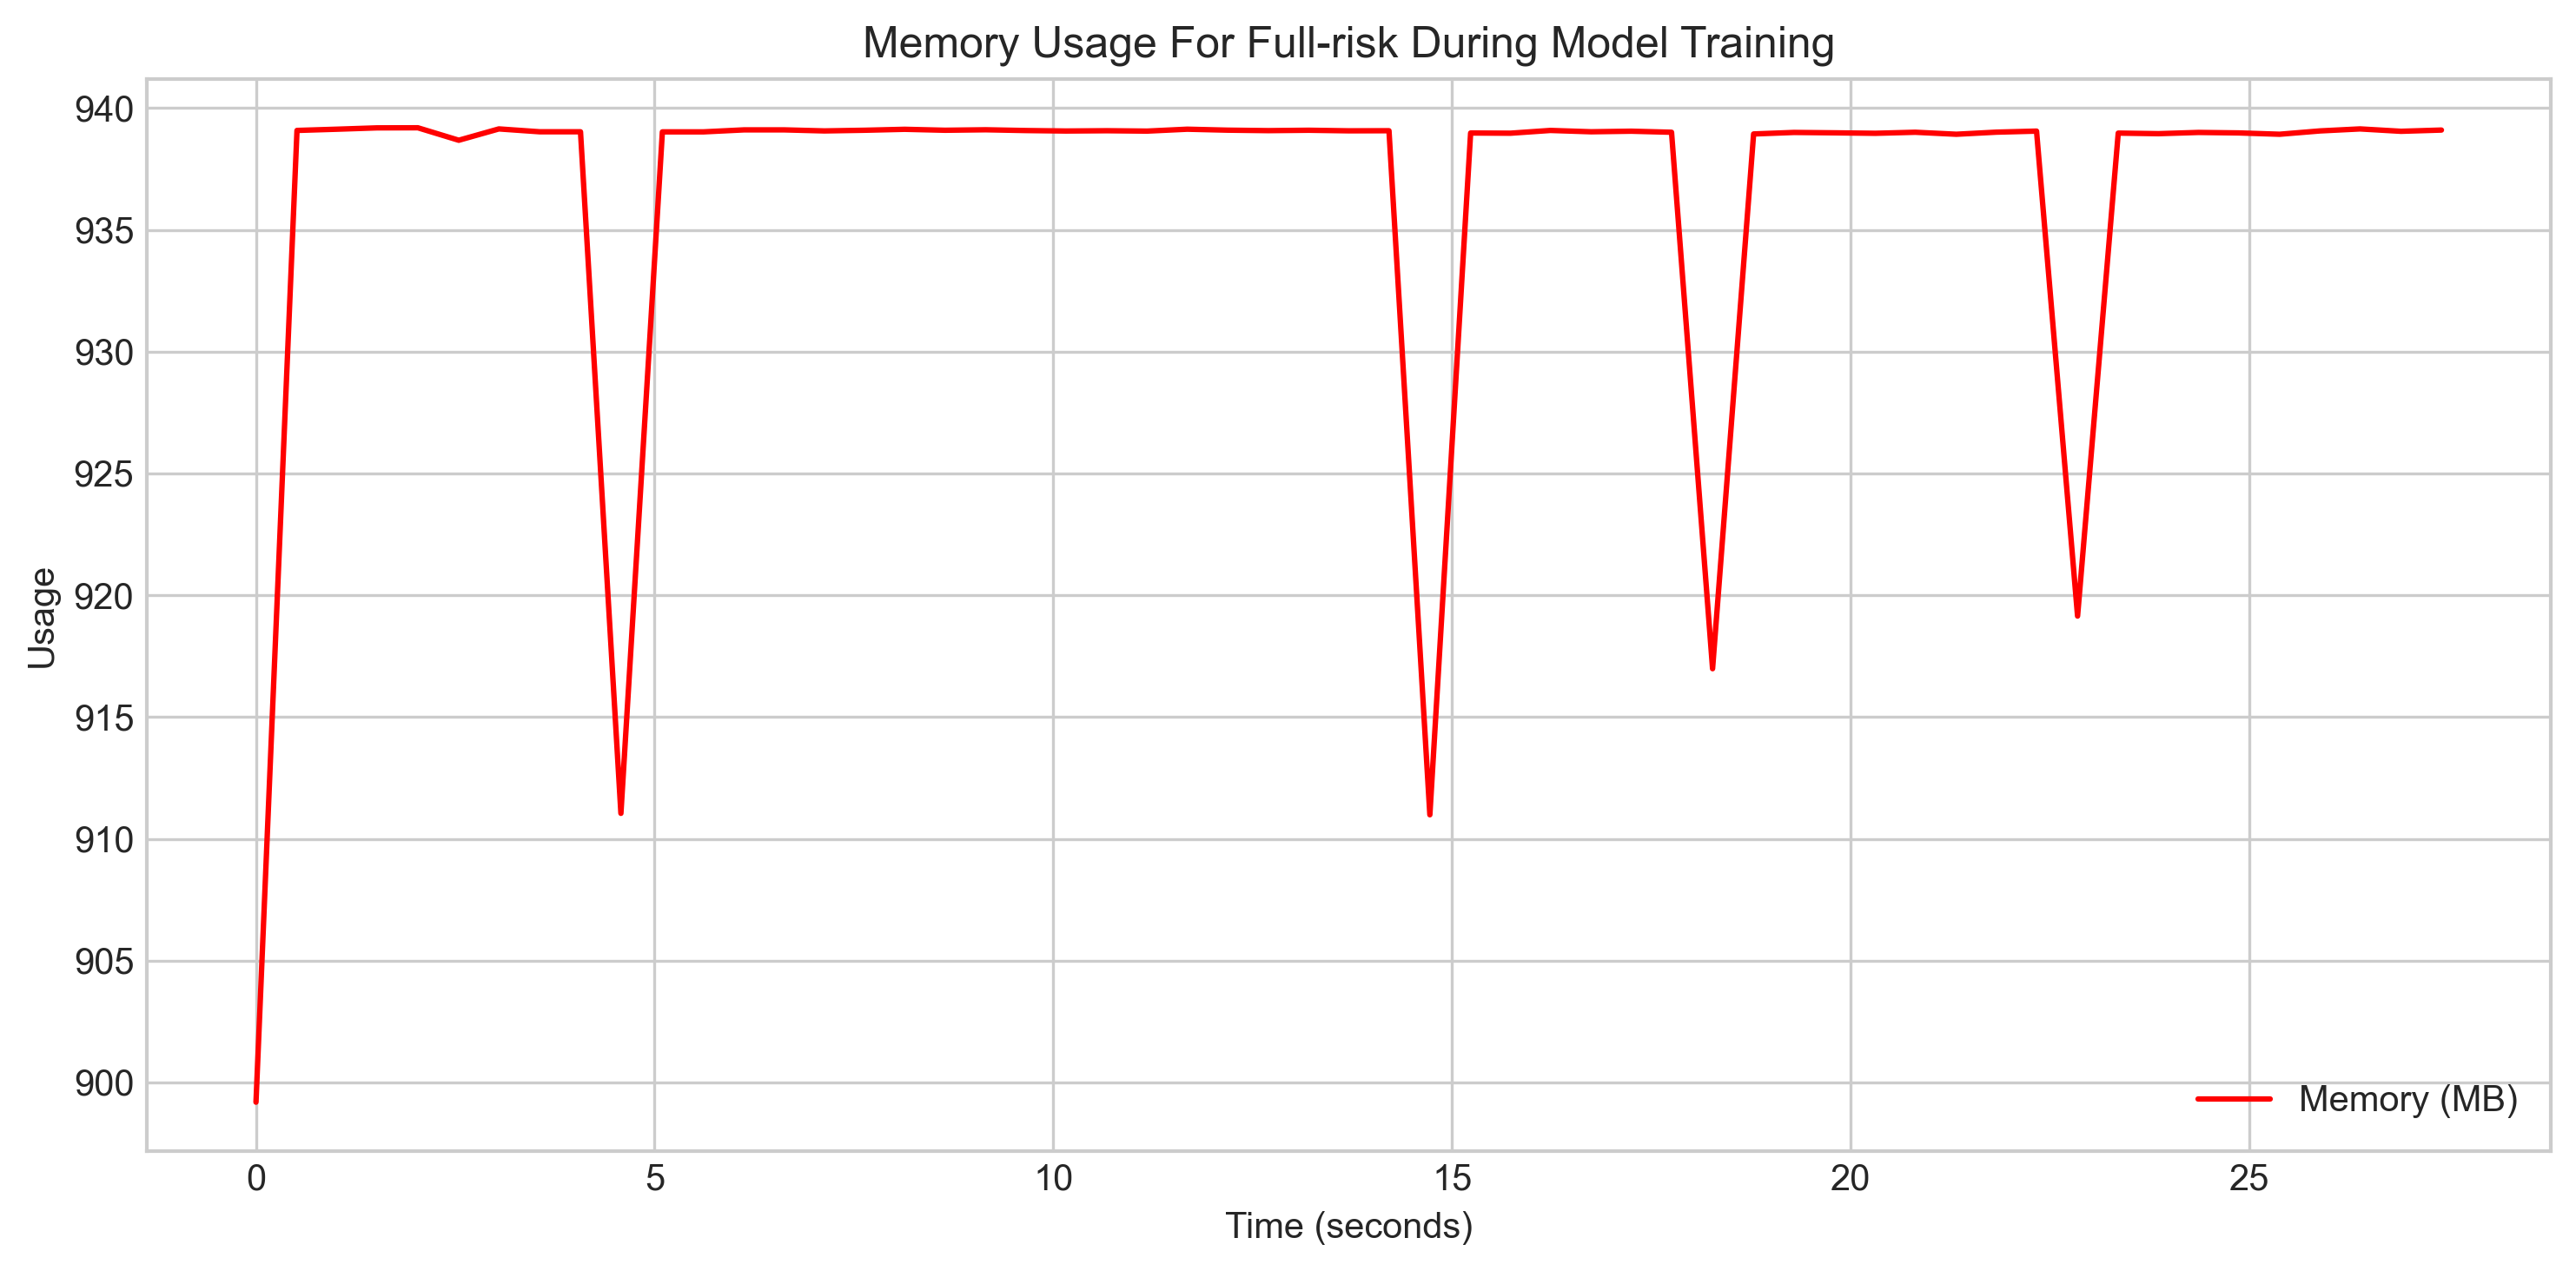 Memory Usage For Full-risk During Model Training
940
935
930
925
920
915
910
905
900
Usage
Memory (MB)
0 5 10 15 20 25
Time (seconds)